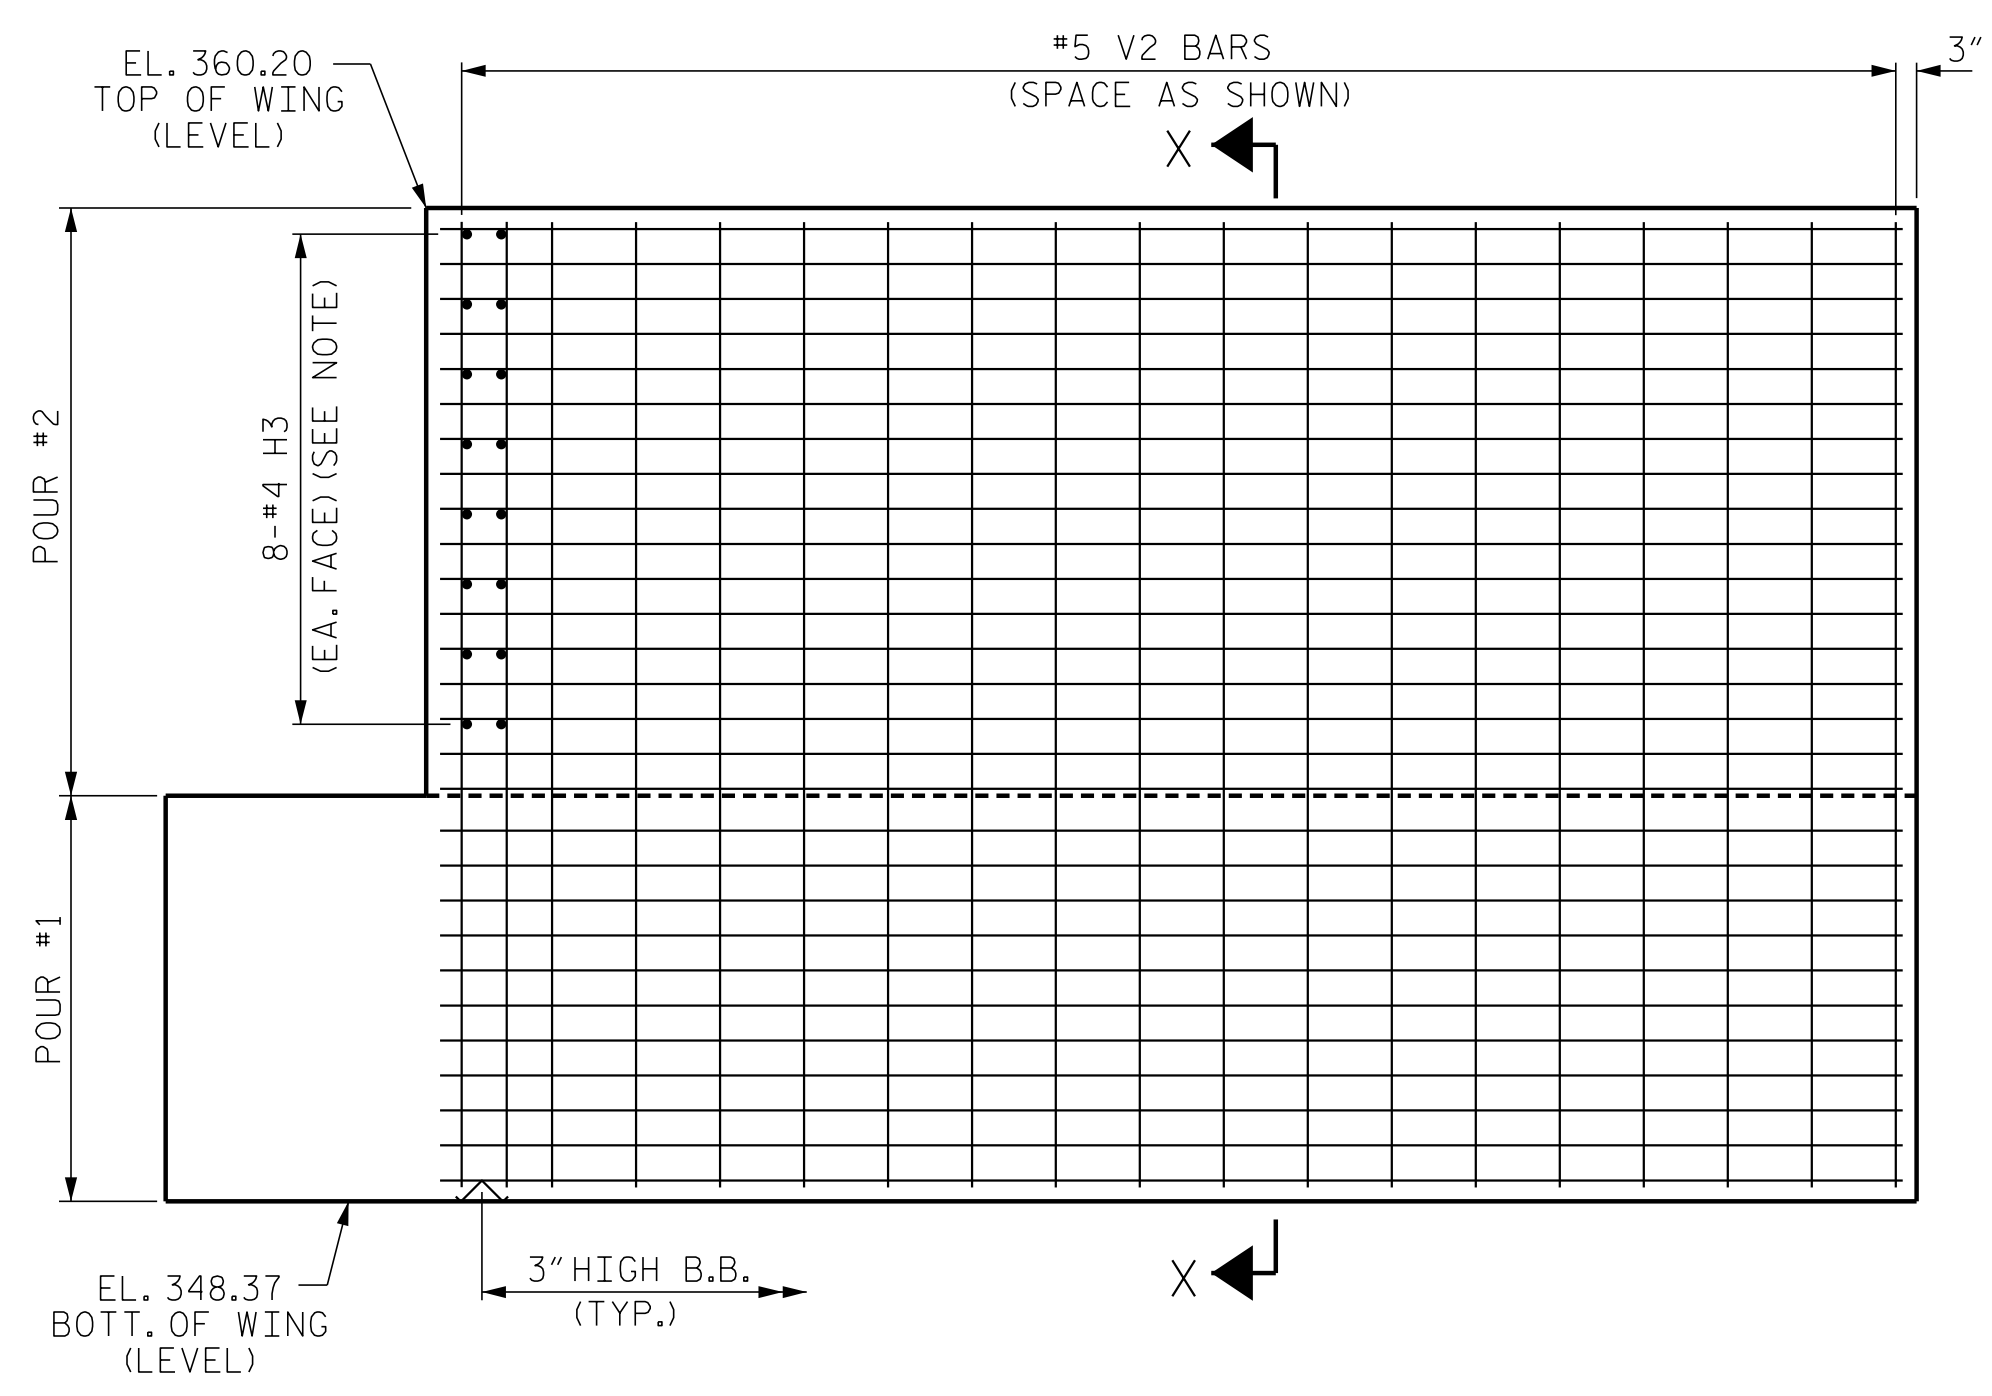 #5 V2 BARS
(SPACE AS SHOWN)
3"
EL. 360.20
TOP OF WING
(LEVEL)
X
8-#4 H3
(EA. FACE)(SEE NOTE)
POUR #2
POUR #1
3" HIGH B.B.
(TYP.)
X
EL. 348.37
BOTT. OF WING
(LEVEL)